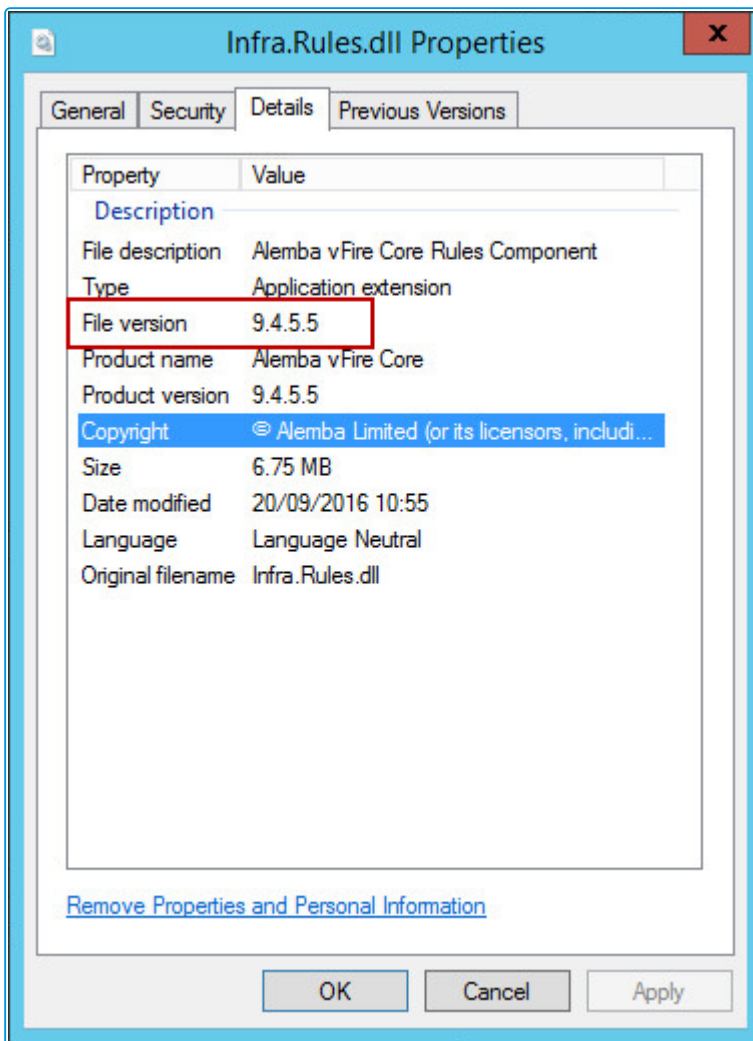 Infra.Rules.dll Properties
x
General Security Details Previous Versions
Property Value
Description
File description Alemba vFire Core Rules Component
Type Application extension
File version 9.4.5.5
Product name Alemba vFire Core
Product version 9.4.5.5
Copyright © Alemba Limited (or its licensors, includi...
Size 6.75 MB
Date modified 20/09/2016 10:55
Language Language Neutral
Original filename Infra.Rules.dll
Remove Properties and Personal Information
OK Cancel Apply